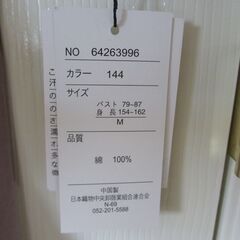 NO 64263996
カラー 144
サイズ
バスト 79-87
身 長 154-162
M
品質
綿 100%
中国製
日本織物中央卸商業組合連合会
N-69
052-201-5588